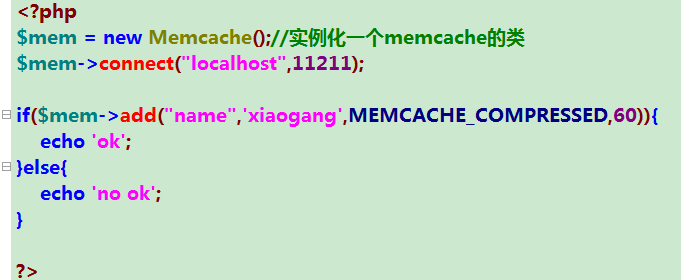 <?php
$mem = new Memcache();//实例化一个memcache的类
$mem->connect("localhost",11211);
if($mem->add("name",'xiaogang',MEMCACHE_COMPRESSED,60)){
echo 'ok';
}else{
echo 'no ok';
}
?>